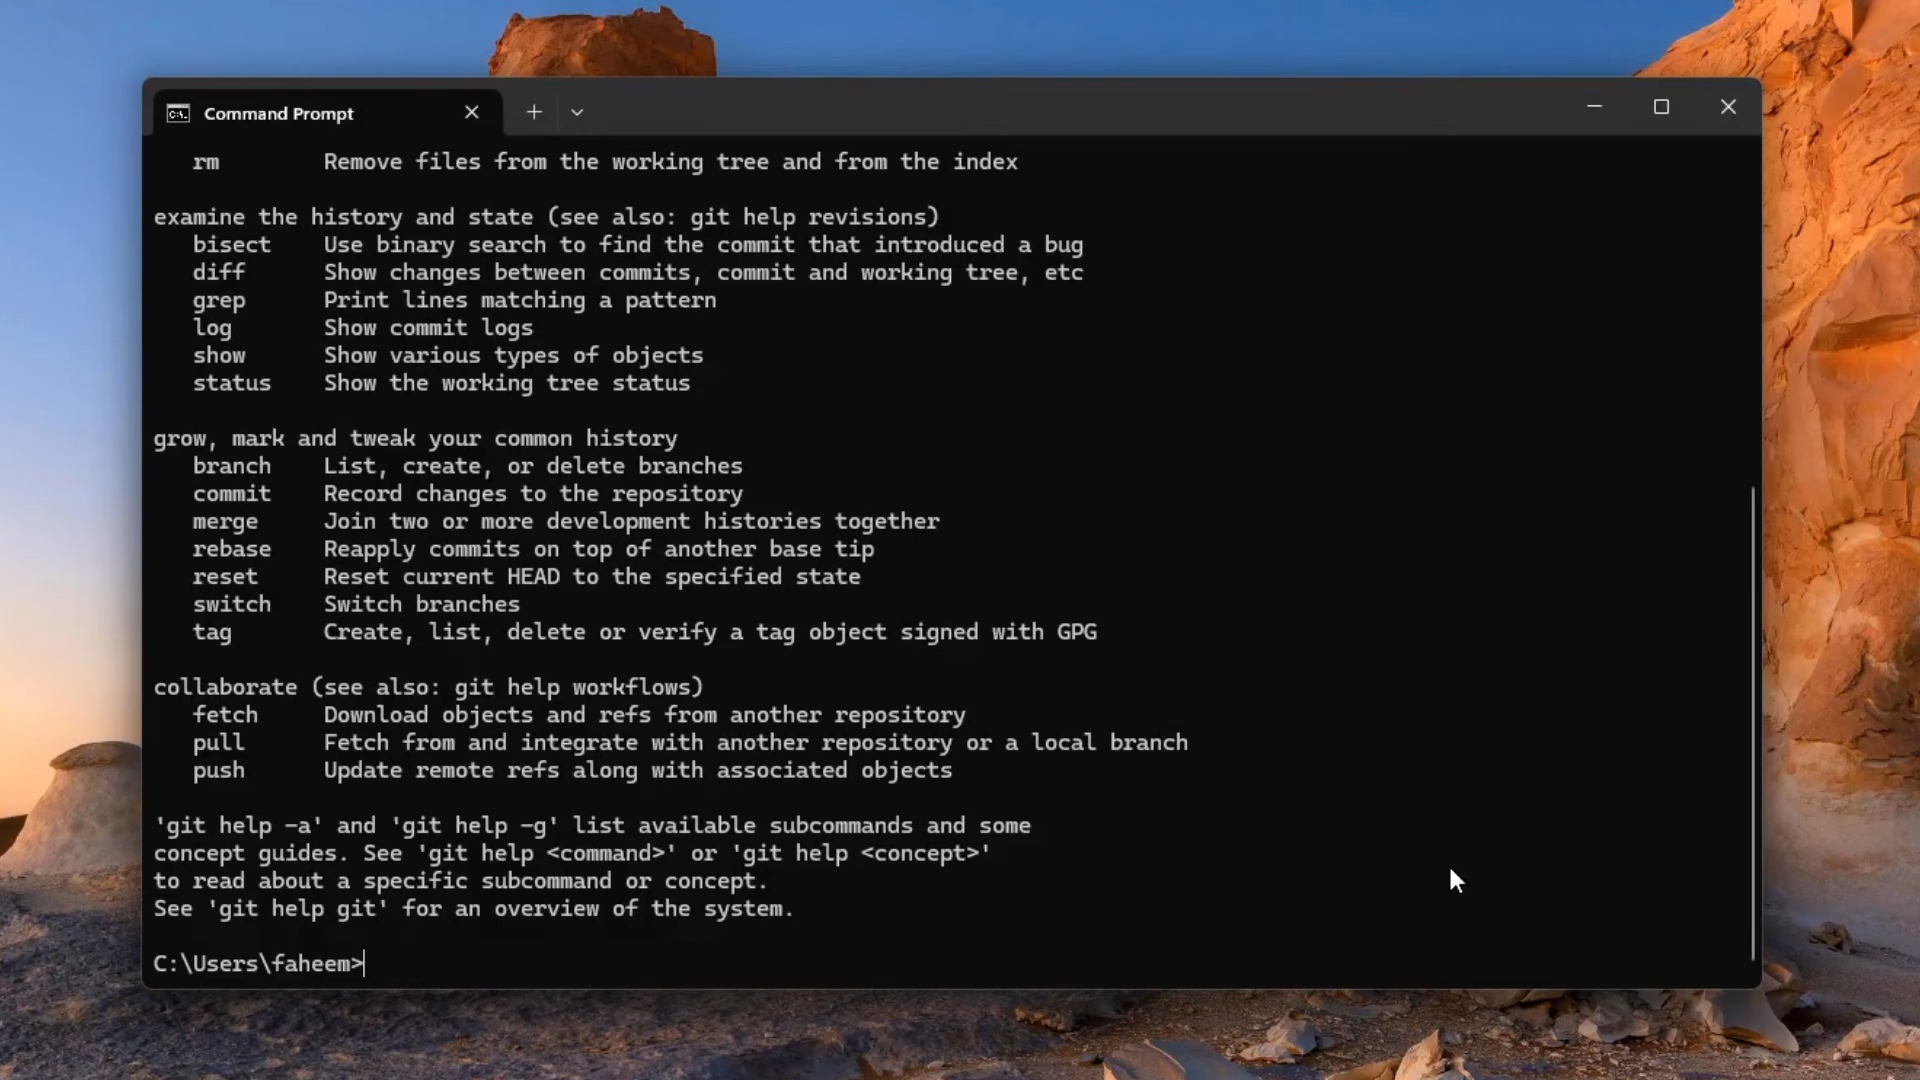 Command Prompt
rm Remove files from the working tree and from the index
examine the history and state (see also: git help revisions)
bisect Use binary search to find the commit that introduced a bug
diff Show changes between commits, commit and working tree, etc
grep Print lines matching a pattern
log Show commit logs
show Show various types of objects
status Show the working tree status
grow, mark and tweak your common history
branch List, create, or delete branches
commit Record changes to the repository
merge Join two or more development histories together
rebase Reapply commits on top of another base tip
reset Reset current HEAD to the specified state
switch Switch branches
tag Create, list, delete or verify a tag object signed with GPG
collaborate (see also: git help workflows)
fetch Download objects and refs from another repository
pull Fetch from and integrate with another repository or a local branch
push Update remote refs along with associated objects
'git help -a' and 'git help -g' list available subcommands and some
concept guides. See 'git help <command>' or 'git help <concept>'
to read about a specific subcommand or concept.
See 'git help git' for an overview of the system.
C:\Users\faheem>